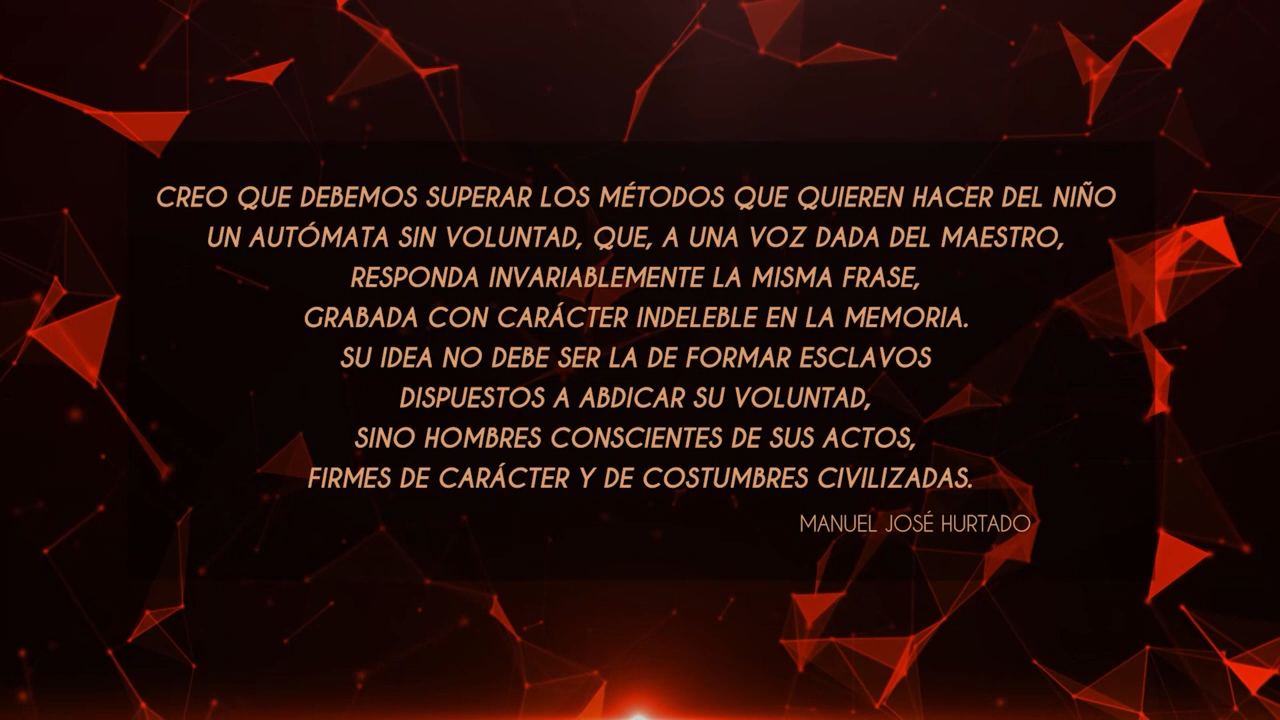 CREO QUE DEBEMOS SUPERAR LOS MÉTODOS QUE QUIEREN HACER DEL NIÑO
UN AUTÓMATA SIN VOLUNTAD, QUE, A UNA VOZ DADA DEL MAESTRO,
RESPONDA INVARIABLEMENTE LA MISMA FRASE,
GRABADA CON CARÁCTER INDELEBLE EN LA MEMORIA.
SU IDEA NO DEBE SER LA DE FORMAR ESCLAVOS
DISPUESTOS A ABDICAR SU VOLUNTAD,
SINO HOMBRES CONSCIENTES DE SUS ACTOS,
FIRMES DE CARÁCTER Y DE COSTUMBRES CIVILIZADAS.
MANUEL JOSÉ HURTADO